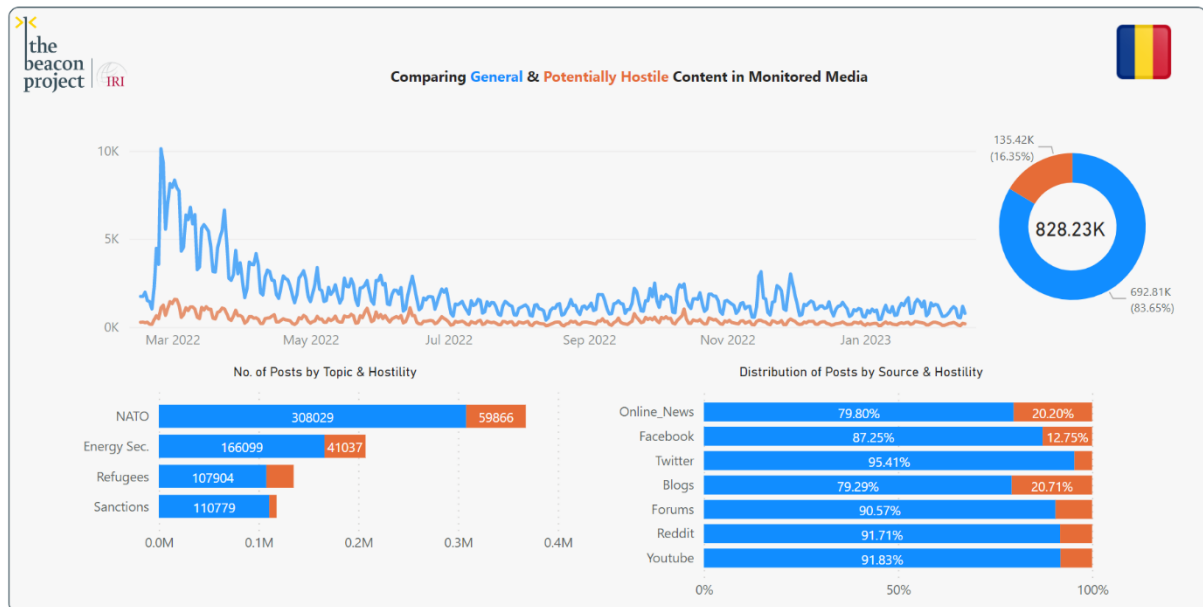 the
beacon
project
IRI
Comparing General & Potentially Hostile Content in Monitored Media
10K
5K
0K
Mar 2022
May 2022
Jul 2022
Sep 2022
Nov 2022
Jan 2023
135.42K
(16.35%)
828.23K
692.81K
(83.65%)
No. of Posts by Topic & Hostility
NATO
308029
59866
Energy Sec.
166099
41037
Refugees
107904
Sanctions
110779
0.0M
0.1M
0.2M
0.3M
0.4M
Distribution of Posts by Source & Hostility
Online_News
79.80%
20.20%
Facebook
87.25%
12.75%
Twitter
95.41%
Blogs
79.29%
20.71%
Forums
90.57%
Reddit
91.71%
Youtube
91.83%
0%
50%
100%